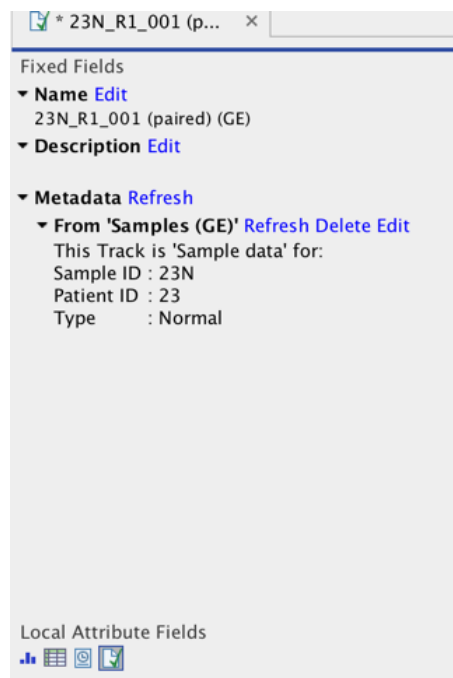 * 23N_R1_001 (p... ×
Fixed Fields
Name Edit
23N_R1_001 (paired) (GE)
Description Edit
Metadata Refresh
From 'Samples (GE)' Refresh Delete Edit
This Track is 'Sample data' for:
Sample ID : 23N
Patient ID : 23
Type : Normal
Local Attribute Fields